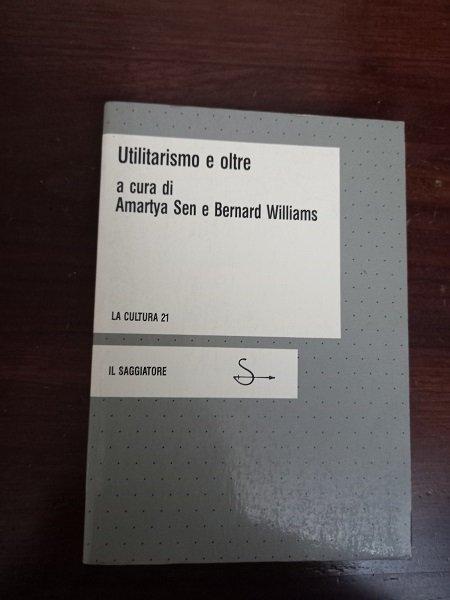 Utilitarismo e oltre
a cura di
Amartya Sen e Bernard Williams
LA CULTURA 21
IL SAGGIATORE